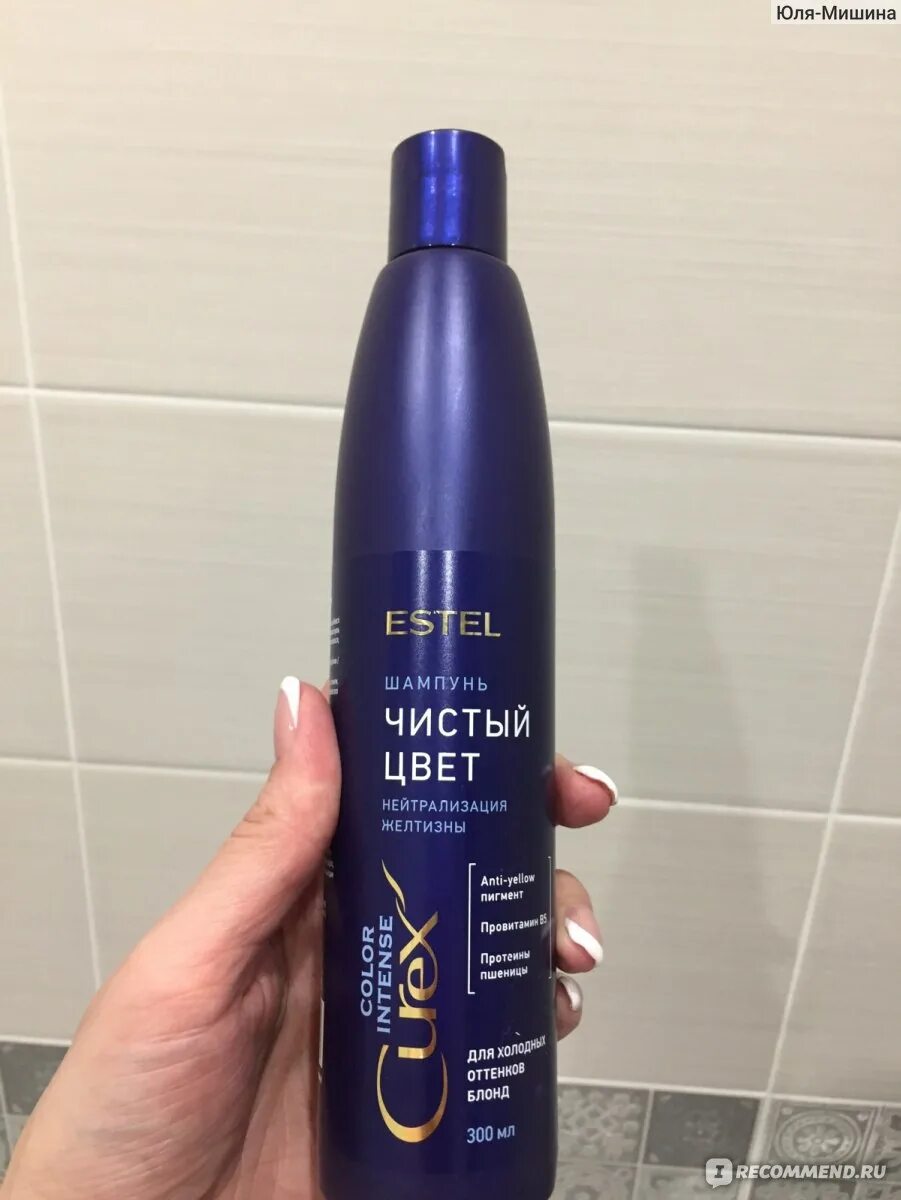 Юля-Мишина
ESTEL
ШАМПУНЬ
ЧИСТЫЙ
ЦВЕТ
НЕЙТРАЛИЗАЦИЯ
ЖЕЛТИЗНЫ
Anti-yellow
пигмент
Провитамин B5
Протеины
пшеницы
COLOR
INTENSE
Curex
ДЛЯ ХОЛОДНЫХ
ОТТЕНКОВ
БЛОНД
300 МЛ
IRECOMMEND.RU